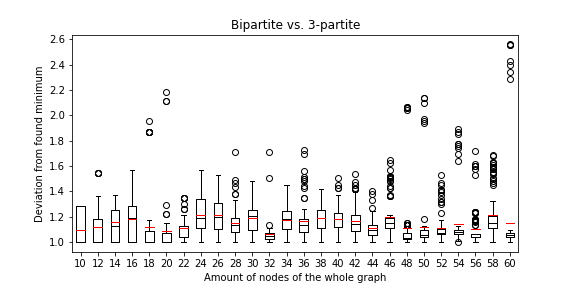 Bipartite vs. 3-partite
Deviation from found minimum
2.6
2.4
2.2
2.0
1.8
1.6
1.4
1.2
1.0
10 12 14 16 18 20 22 24 26 28 30 32 34 36 38 40 42 44 46 48 50 52 54 56 58 60
Amount of nodes of the whole graph